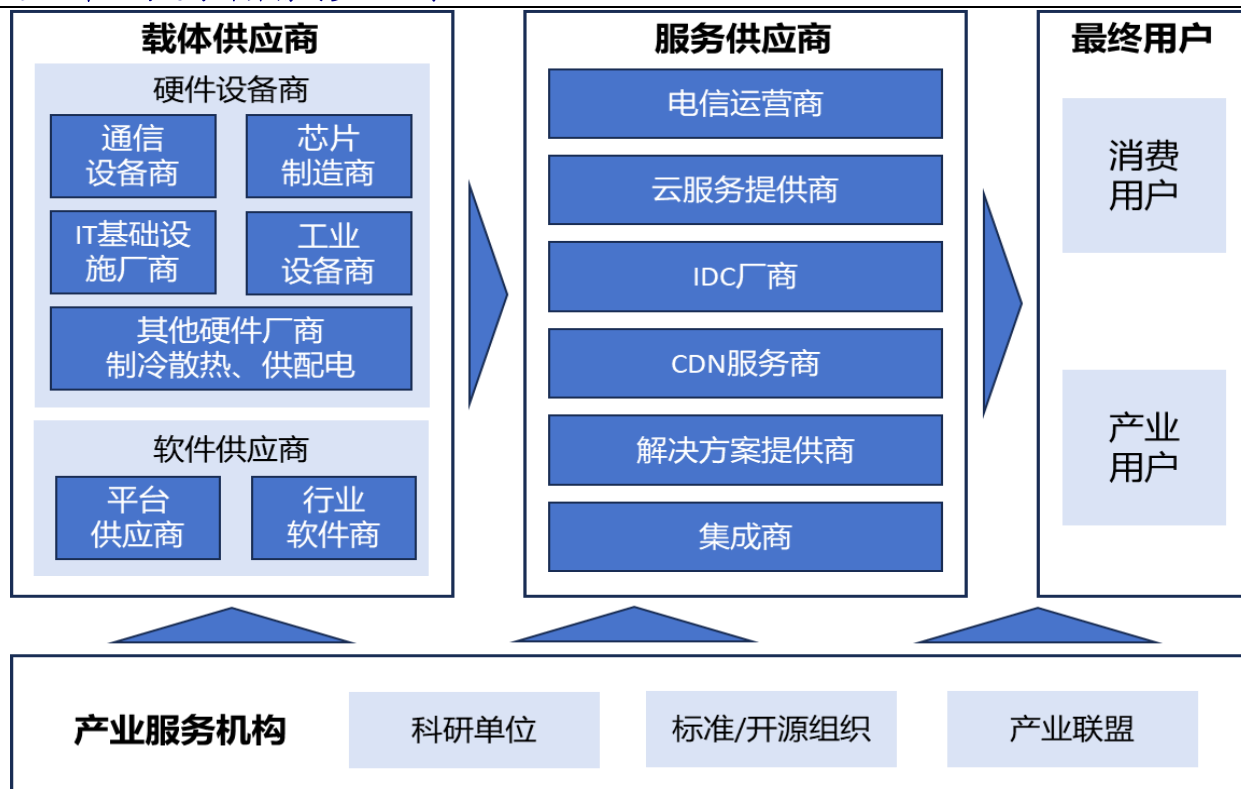 载体供应商
硬件设备商
通信
设备商
芯片
制造商
IT基础设
施厂商
工业
设备商
其他硬件厂商
制冷散热、供配电
软件供应商
平台
供应商
行业
软件商
服务供应商
电信运营商
云服务提供商
IDC厂商
CDN服务商
解决方案提供商
集成商
最终用户
消费
用户
产业
用户
产业服务机构
科研单位
标准/开源组织
产业联盟